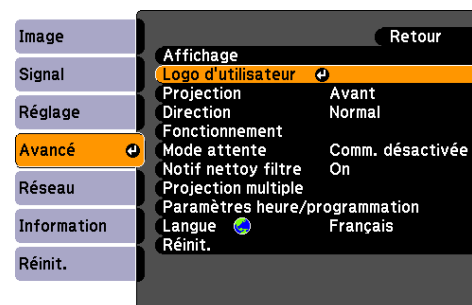 Image
Signal
Réglage
Avancé
Réseau
Information
Réinit.
Retour
Affichage
Logo d'utilisateur
Projection Avant
Direction Normal
Fonctionnement
Mode attente Comm. désactivée
Notif nettoy filtre On
Projection multiple
Paramètres heure/programmation
Langue Français
Réinit.